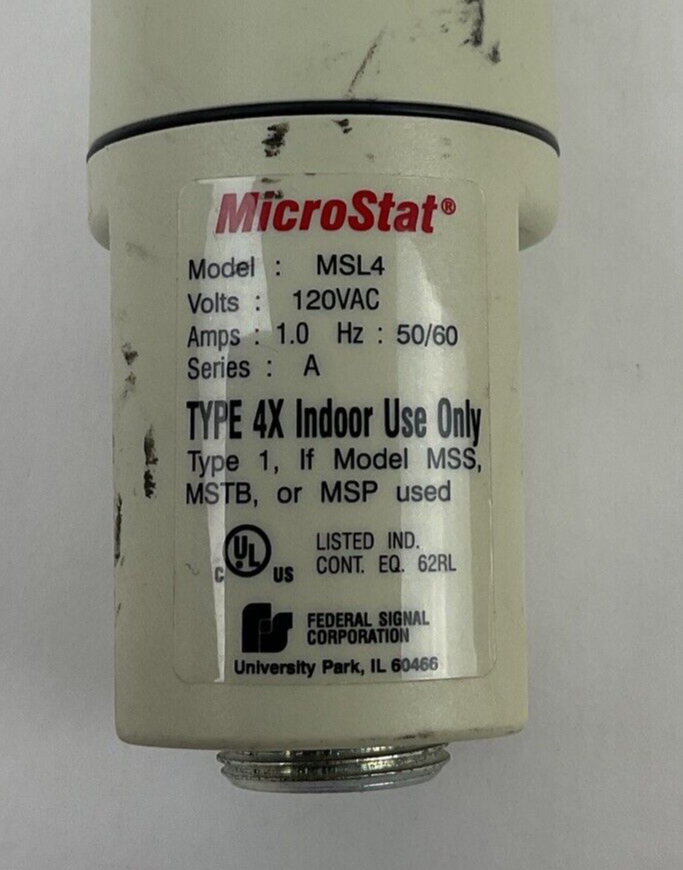 MicroStat®
Model : MSL4
Volts : 120VAC
Amps : 1.0 Hz : 50/60
Series : A
TYPE 4X Indoor Use Only
Type 1, If Model MSS,
MSTB, or MSP used
C UL US
LISTED IND.
CONT. EQ. 62RL
FS FEDERAL SIGNAL
CORPORATION
University Park, IL 60466